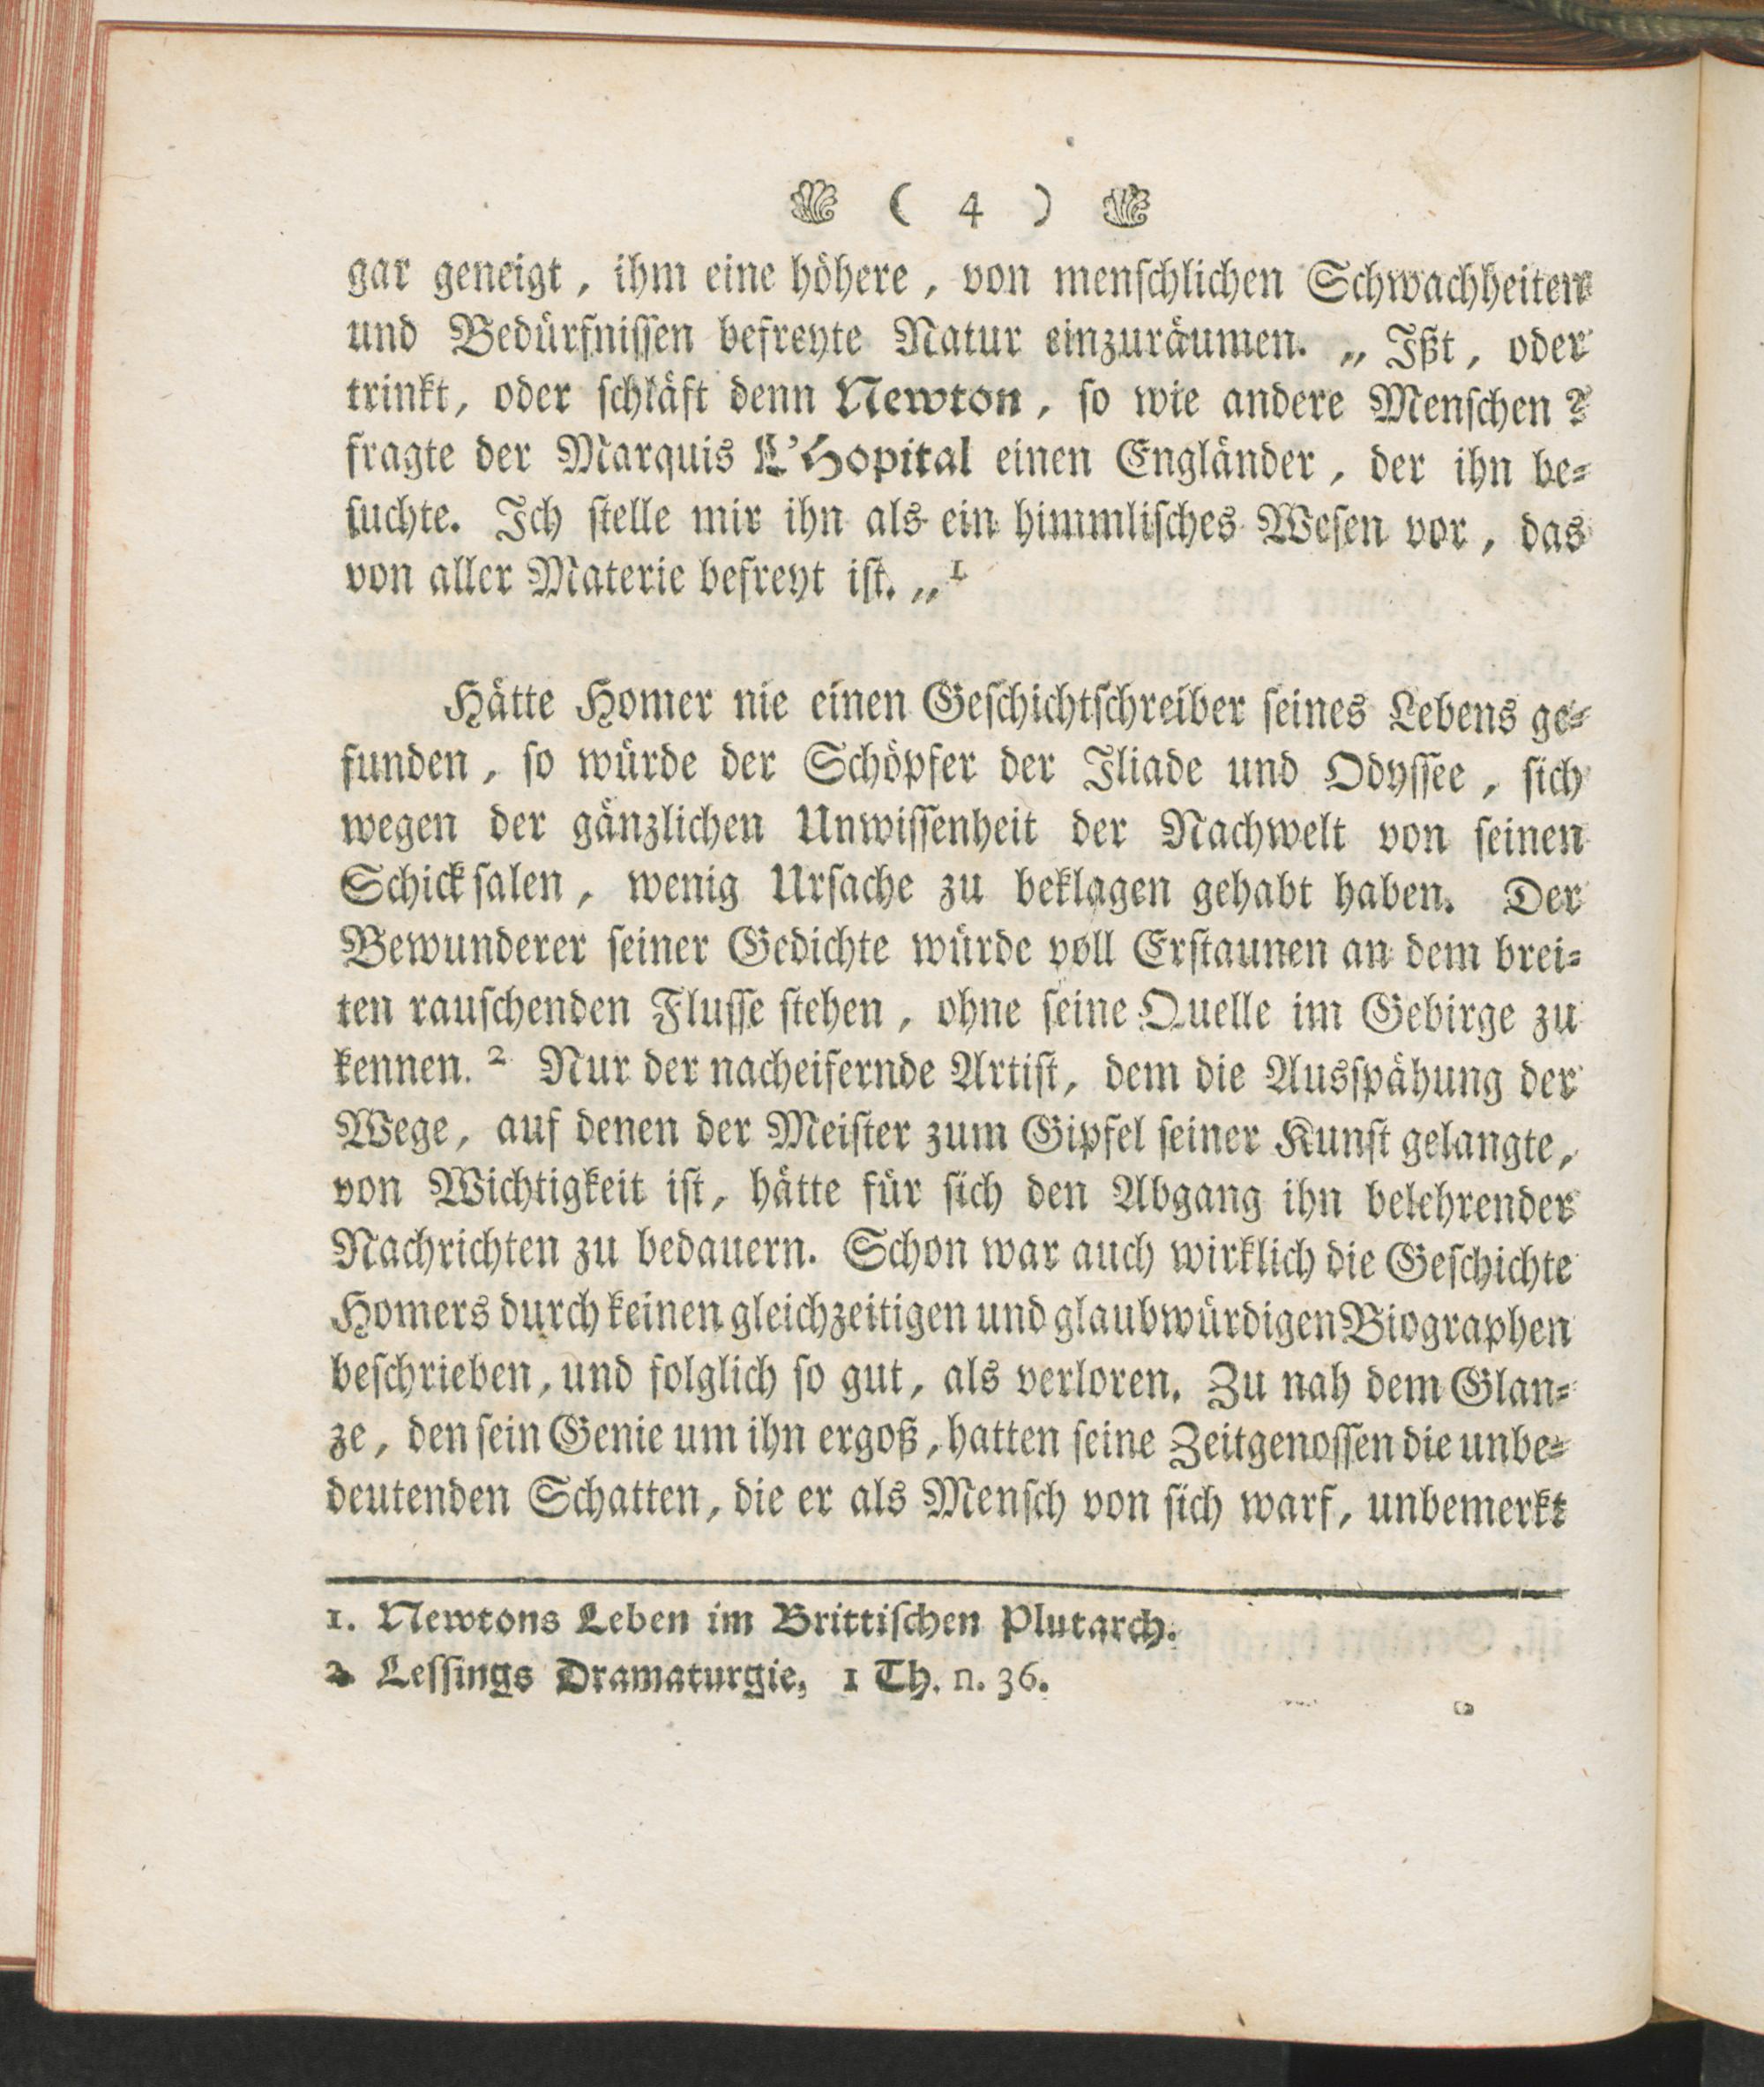 ( 4 )
gar geneigt, ihm eine höhere, von menschlichen Schwachheiten
und Bedürfnissen befreyte Natur einzuräumen. „ Ißt, oder
trinkt, oder schläft denn Newton, so wie andere Menschen?
fragte der Marquis L'Hopital einen Engländer, der ihn be-
suchte. Ich stelle mir ihn als ein himmlisches Wesen vor, das
von aller Materie befreyt ist. „ 1
Hätte Homer nie einen Geschichtschreiber seines Lebens ge-
funden, so würde der Schöpfer der Iliade und Odyssee, sich
wegen der gänzlichen Unwissenheit der Nachwelt von seinen
Schicksalen, wenig Ursache zu beklagen gehabt haben. Der
Bewunderer seiner Gedichte würde voll Erstaunen an dem brei-
ten rauschenden Flusse stehen, ohne seine Quelle im Gebirge zu
kennen. 2 Nur der nacheifernde Artist, dem die Ausspähung der
Wege, auf denen der Meister zum Gipfel seiner Kunst gelangte,
von Wichtigkeit ist, hätte für sich den Abgang ihn belehrender
Nachrichten zu bedauern. Schon war auch wirklich die Geschichte
Homers durch keinen gleichzeitigen und glaubwürdigen Biographen
beschrieben, und folglich so gut, als verloren. Zu nah dem Glan-
ze, den sein Genie um ihn ergoß, hatten seine Zeitgenossen die unbe-
deutenden Schatten, die er als Mensch von sich warf, unbemerkt
1. Newtons Leben im Brittischen Plutarch.
2. Lessings Dramaturgie, 1 Th. n. 36.